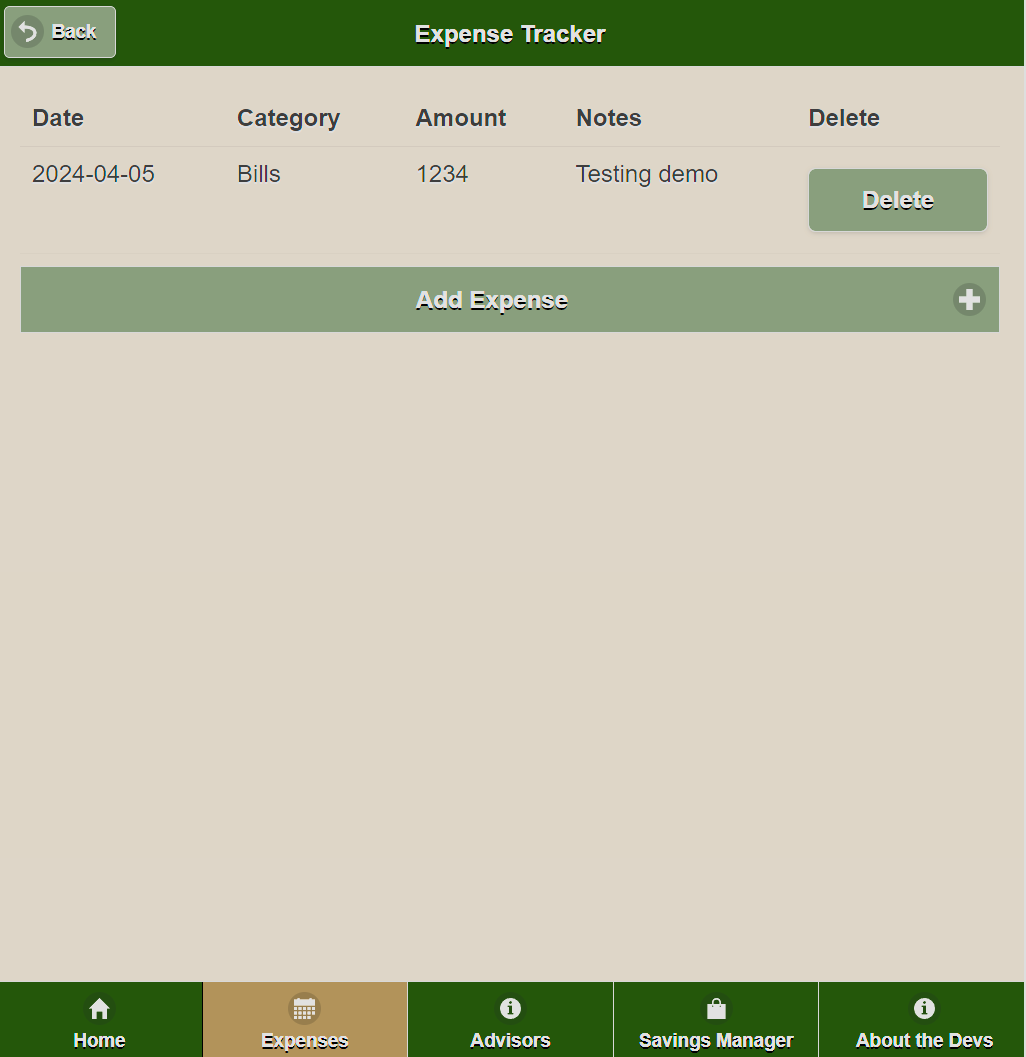 Back
Expense Tracker
Date Category Amount Notes Delete
2024-04-05 Bills 1234 Testing demo Delete
Add Expense
Home Expenses Advisors Savings Manager About the Devs